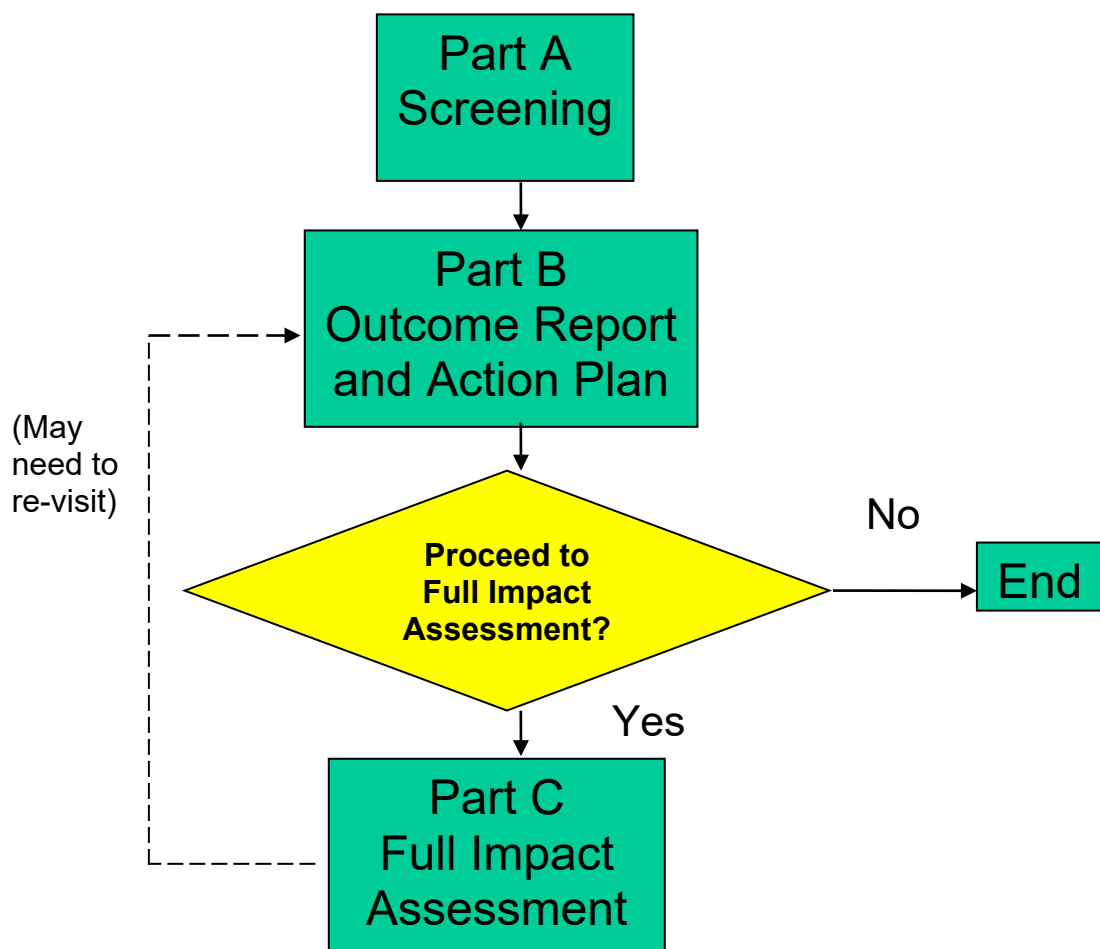 Part A
Screening
Part B
Outcome Report
and Action Plan
(May
need to
re-visit)
Proceed to
Full Impact
Assessment?
No
End
Yes
Part C
Full Impact
Assessment